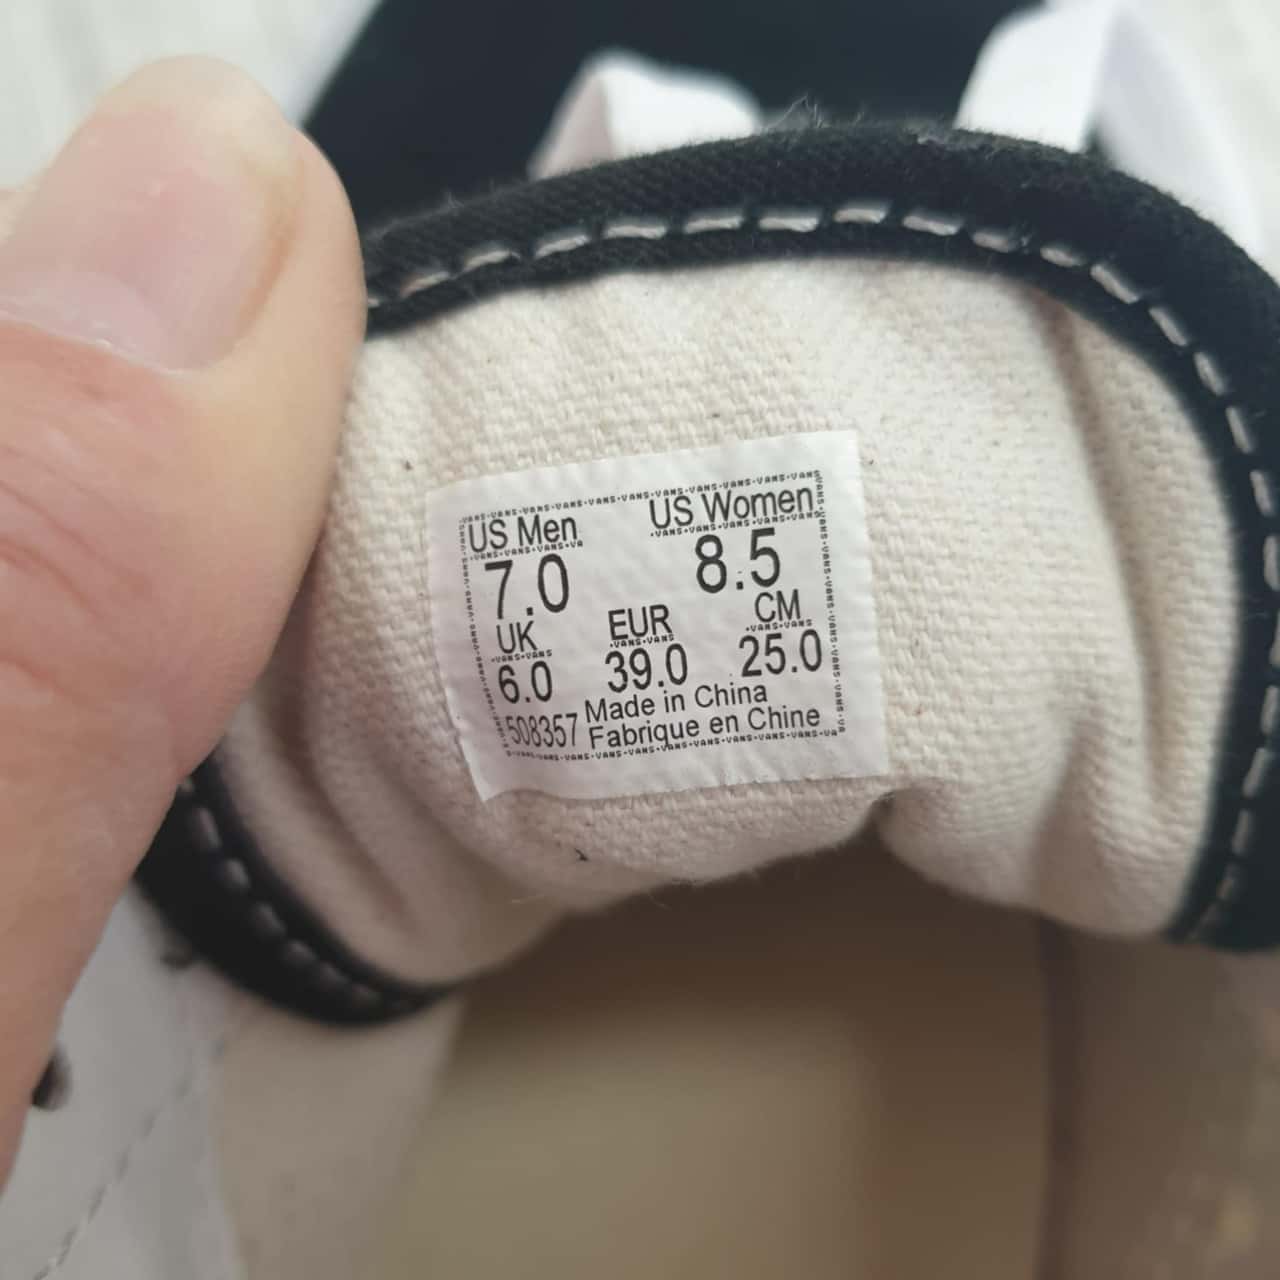 US Men US Women
7.0 8.5
UK EUR CM
6.0 39.0 25.0
508357 Made in China
Fabrique en Chine